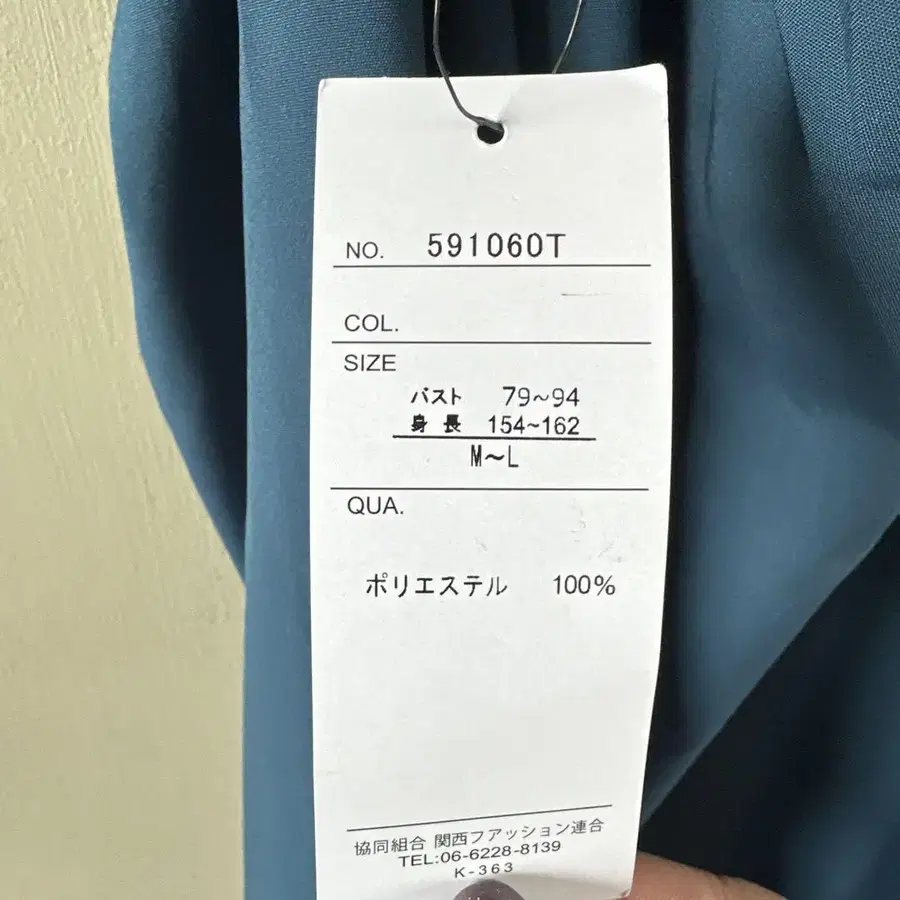 NO. 591060T
COL.
SIZE
バスト 79~94
身長 154~162
M~L
QUA.
ポリエステル 100%
協同組合 関西フアッション連合
TEL:06-6228-8139
K-363